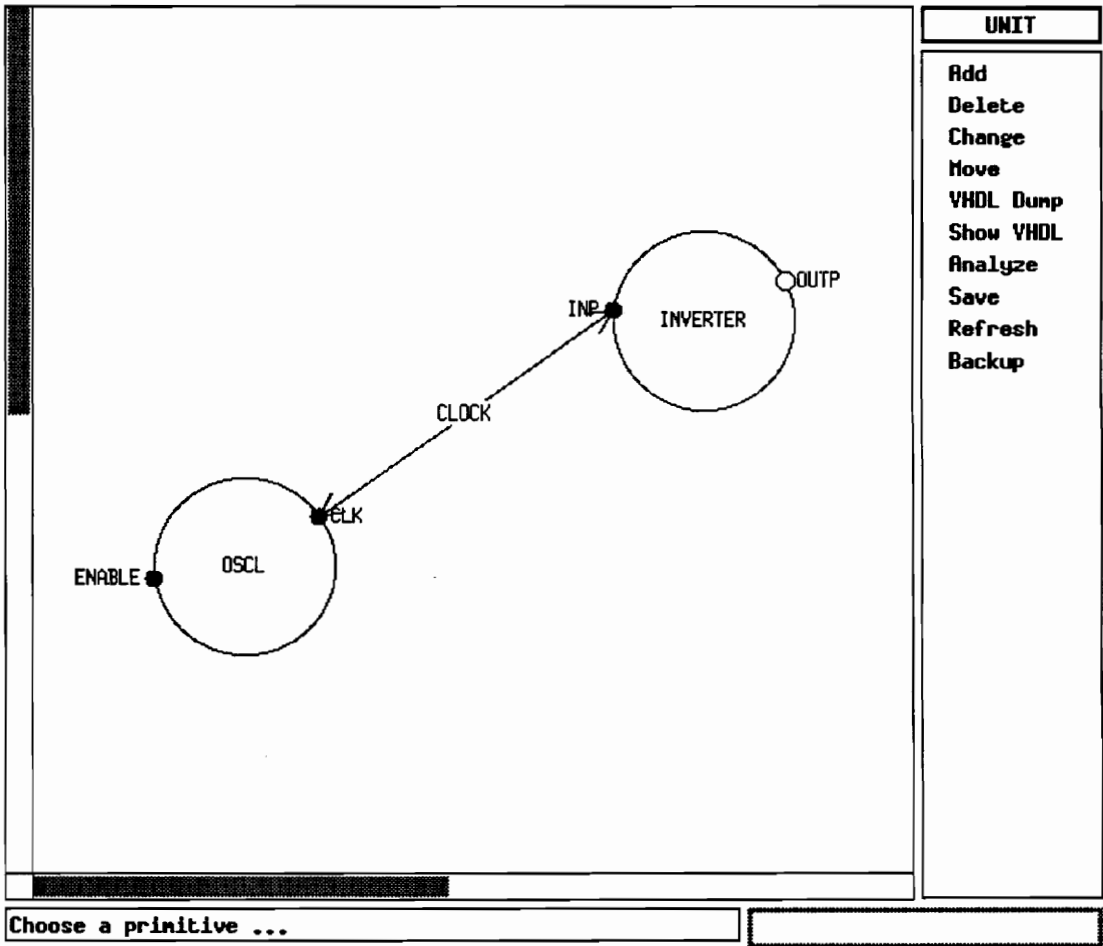 UNIT
Add
Delete
Change
Move
VHDL Dump
Show VHDL
Analyze
Save
Refresh
Backup
OUTP
INP
INVERTER
CLOCK
CLK
OSCL
ENABLE
Choose a primitive ...